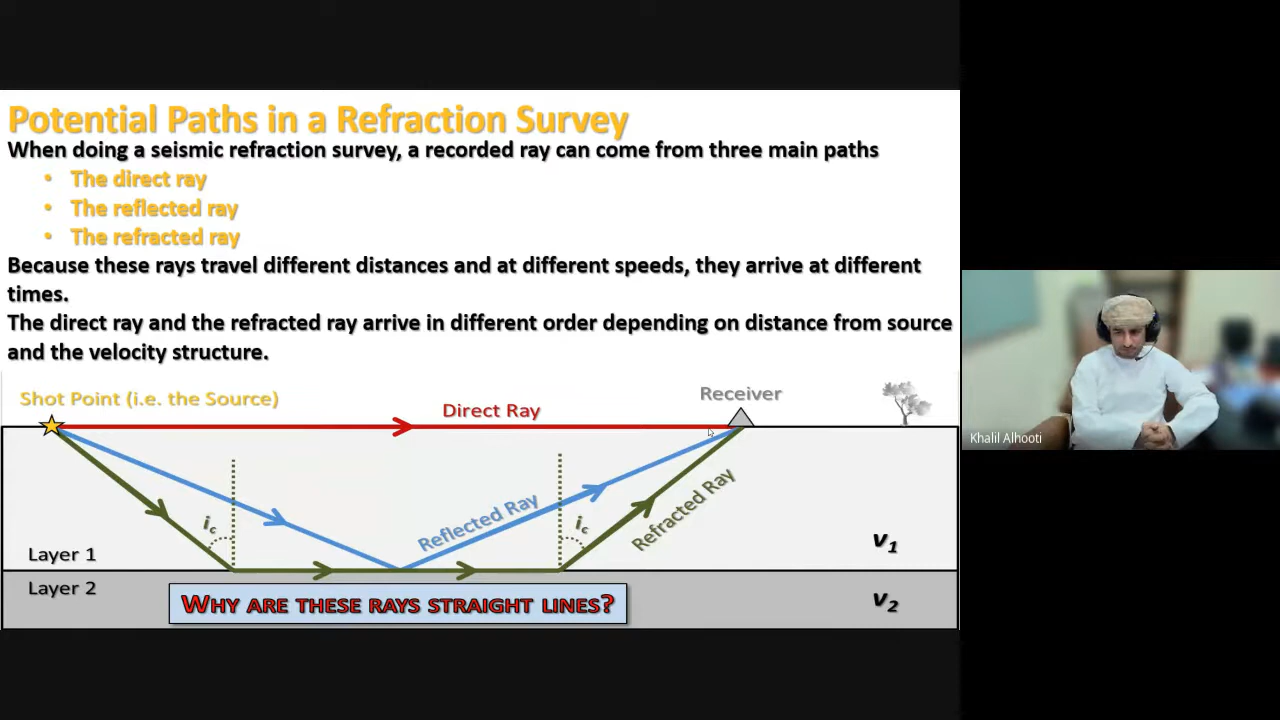 Potential Paths in a Refraction Survey
When doing a seismic refraction survey, a recorded ray can come from three main paths
• The direct ray
• The reflected ray
• The refracted ray
Because these rays travel different distances and at different speeds, they arrive at different
times.
The direct ray and the refracted ray arrive in different order depending on distance from source
and the velocity structure.
Shot Point (i.e. the Source)
Direct Ray
Receiver
ic
Reflected Ray
ic
Refracted Ray
Layer 1
v1
Layer 2
WHY ARE THESE RAYS STRAIGHT LINES?
v2
Khalil Alhooti